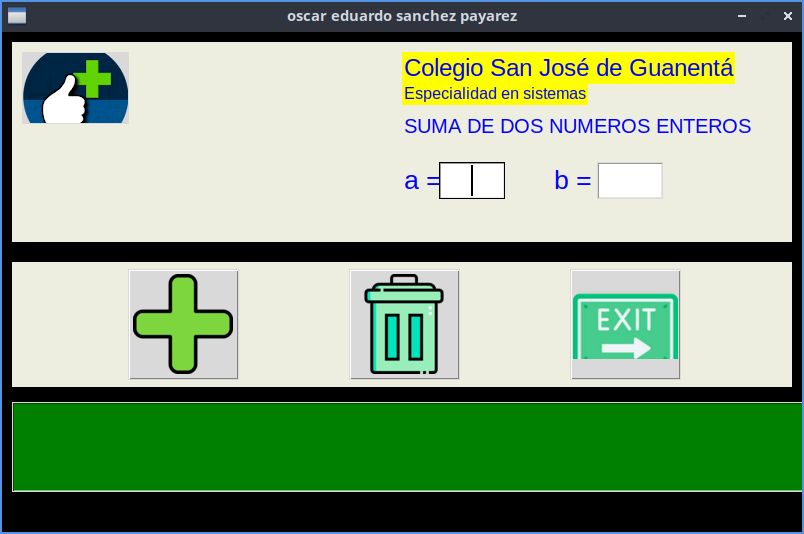 oscar eduardo sanchez payarez
Colegio San José de Guanentá
Especialidad en sistemas
SUMA DE DOS NUMEROS ENTEROS
a = b =
EXIT